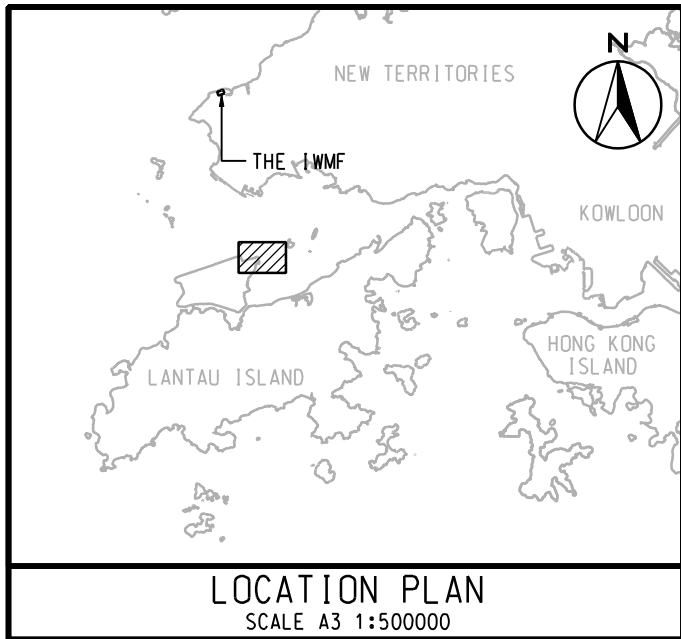 N
NEW TERRITORIES
THE IWMF
KOWLOON
HONG KONG
ISLAND
LANTAU ISLAND
LOCATION PLAN
SCALE A3 1:500000